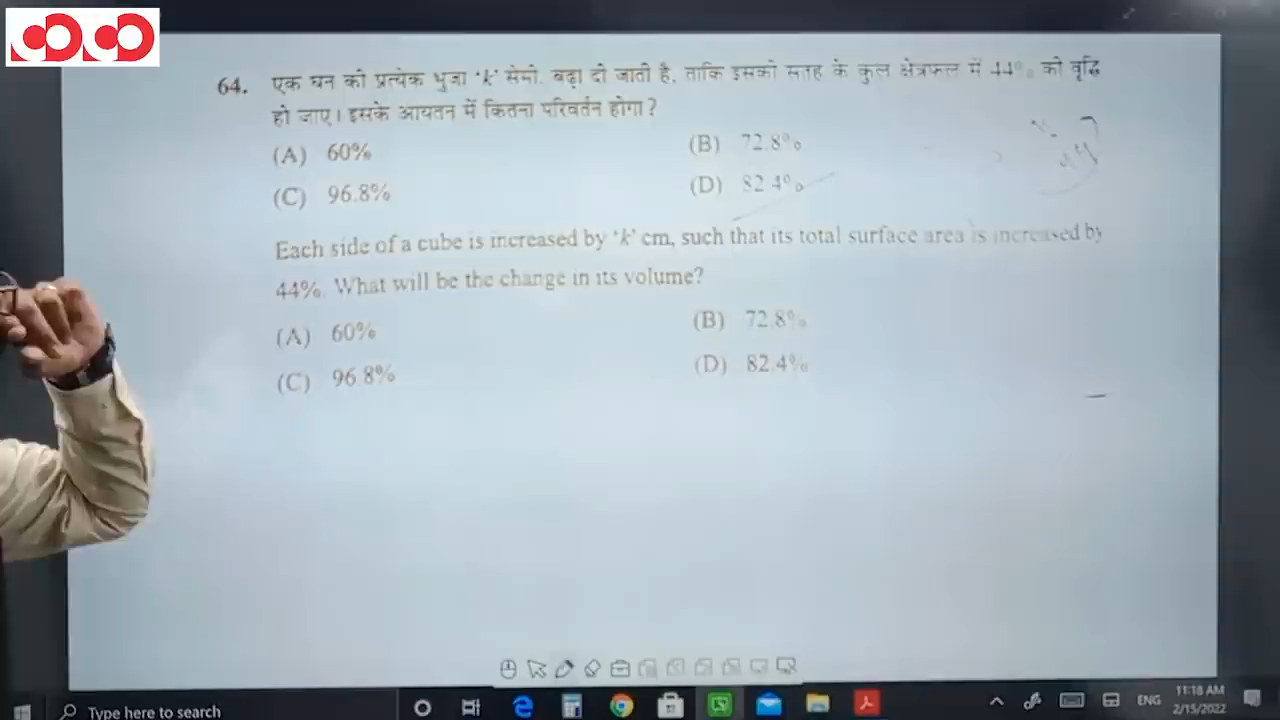 64. एक घन की प्रत्येक भुजा 'k' सेमी. बढ़ा दी जाती है, ताकि इसकी सतह के कुल क्षेत्रफल में 44% की वृद्धि
हो जाए। इसके आयतन में कितना परिवर्तन होगा?
(A) 60% (B) 72.8%
(C) 96.8% (D) 82.4%
Each side of a cube is increased by 'k' cm, such that its total surface area is increased by
44%. What will be the change in its volume?
(A) 60% (B) 72.8%
(C) 96.8% (D) 82.4%
Type here to search
ENG
11:18 AM
2/15/2022